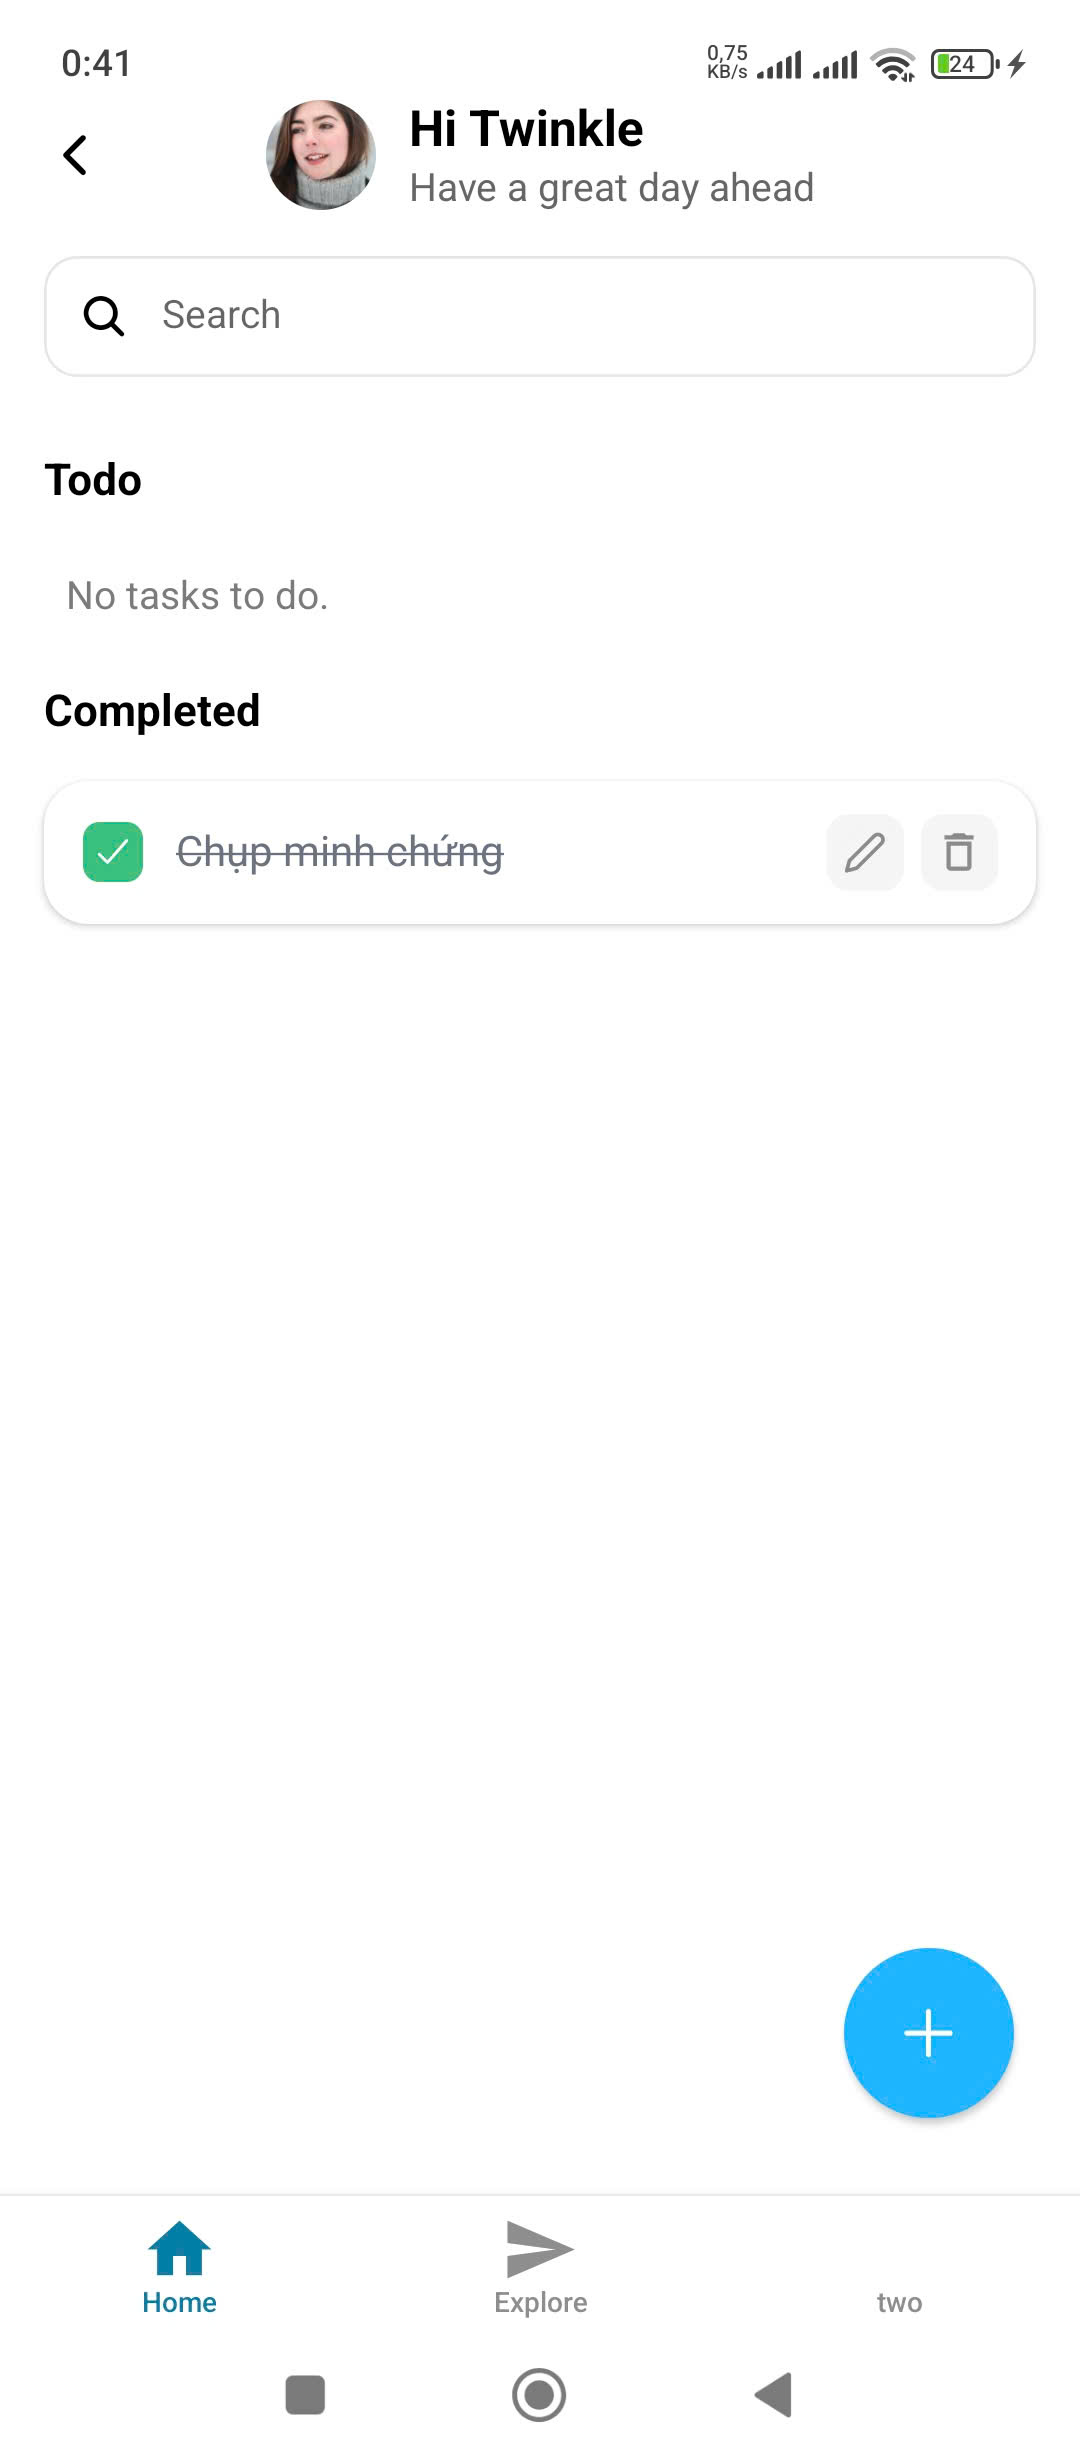 0:41
0,75
KB/s
24
Hi Twinkle
Have a great day ahead
Search
Todo
No tasks to do.
Completed
Chụp minh chứng
Home
Explore
two